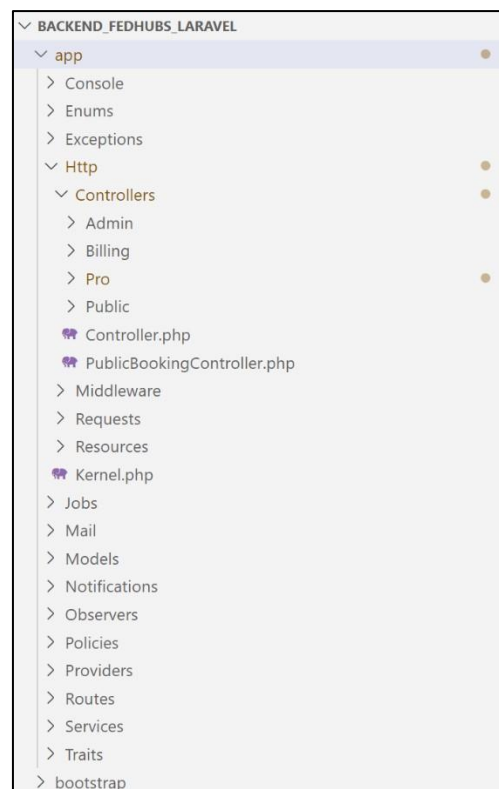 BACKEND_FEDHUBS_LARAVEL
app
Console
Enums
Exceptions
Http
Controllers
Admin
Billing
Pro
Public
Controller.php
PublicBookingController.php
Middleware
Requests
Resources
Kernel.php
Jobs
Mail
Models
Notifications
Observers
Policies
Providers
Routes
Services
Traits
bootstrap